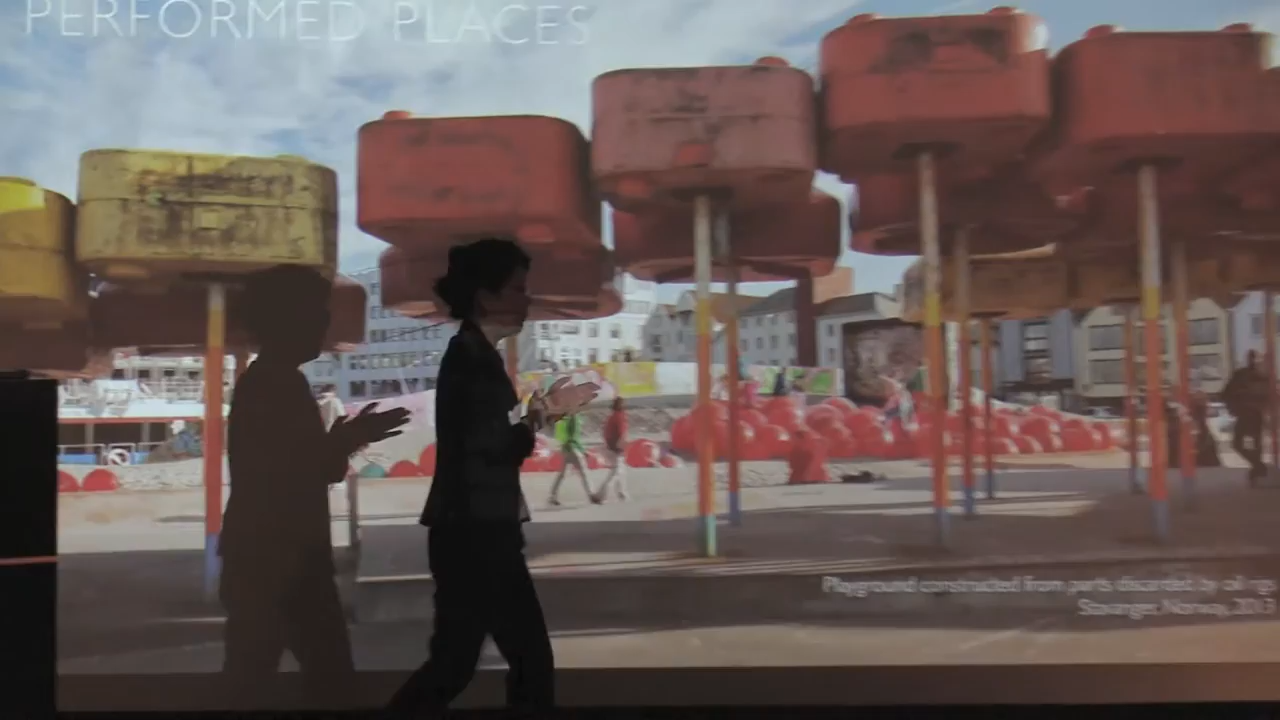 PERFORMED PLACES
Playground constructed from parts discarded by oil rigs
Stavanger, Norway, 2013